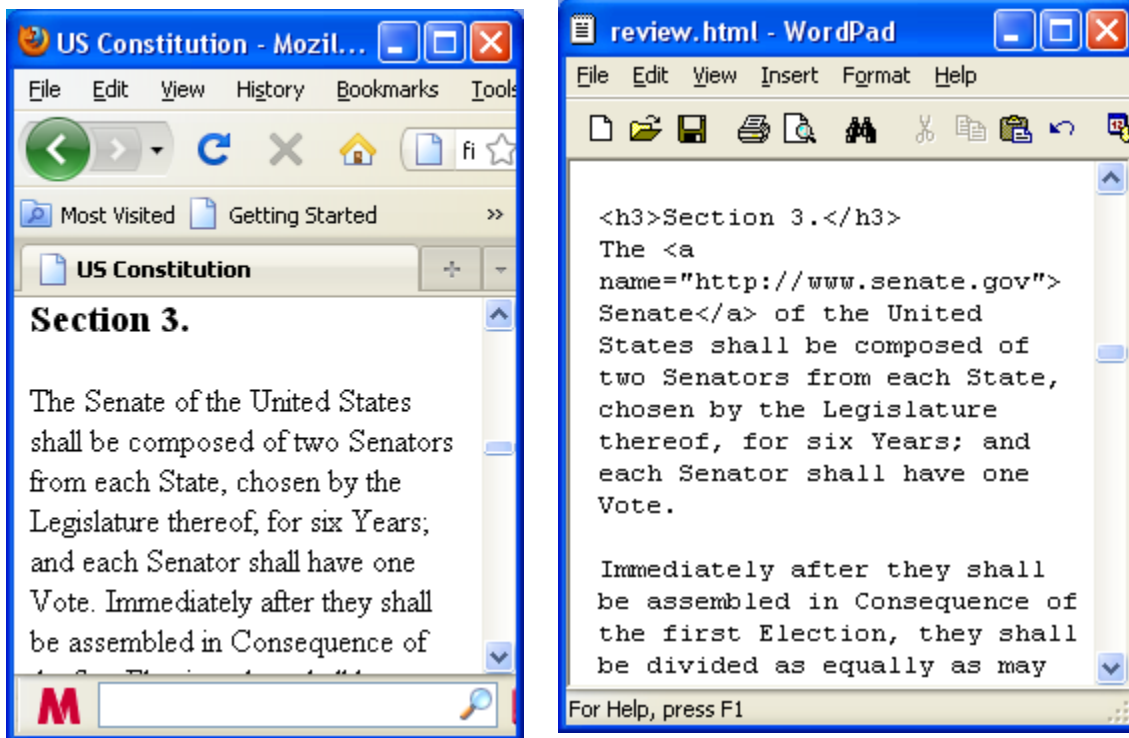 US Constitution - Mozil...
File Edit View History Bookmarks Tools
fi
Most Visited Getting Started »
US Constitution
Section 3.
The Senate of the United States
shall be composed of two Senators
from each State, chosen by the
Legislature thereof, for six Years;
and each Senator shall have one
Vote. Immediately after they shall
be assembled in Consequence of
M
review.html - WordPad
File Edit View Insert Format Help
12
<h3>Section 3.</h3>
The <a
name="http://www.senate.gov">
Senate</a> of the United
States shall be composed of
two Senators from each State,
chosen by the Legislature
thereof, for six Years; and
each Senator shall have one
Vote.
Immediately after they shall
be assembled in Consequence of
the first Election, they shall
be divided as equally as may
For Help, press F1